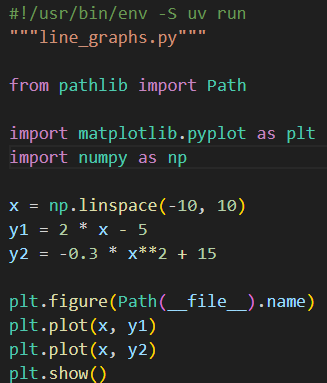 #!/usr/bin/env -S uv run
"""line_graphs.py"""
from pathlib import Path
import matplotlib.pyplot as plt
import numpy as np
x = np.linspace(-10, 10)
y1 = 2 * x - 5
y2 = -0.3 * x**2 + 15
plt.figure(Path(__file__).name)
plt.plot(x, y1)
plt.plot(x, y2)
plt.show()